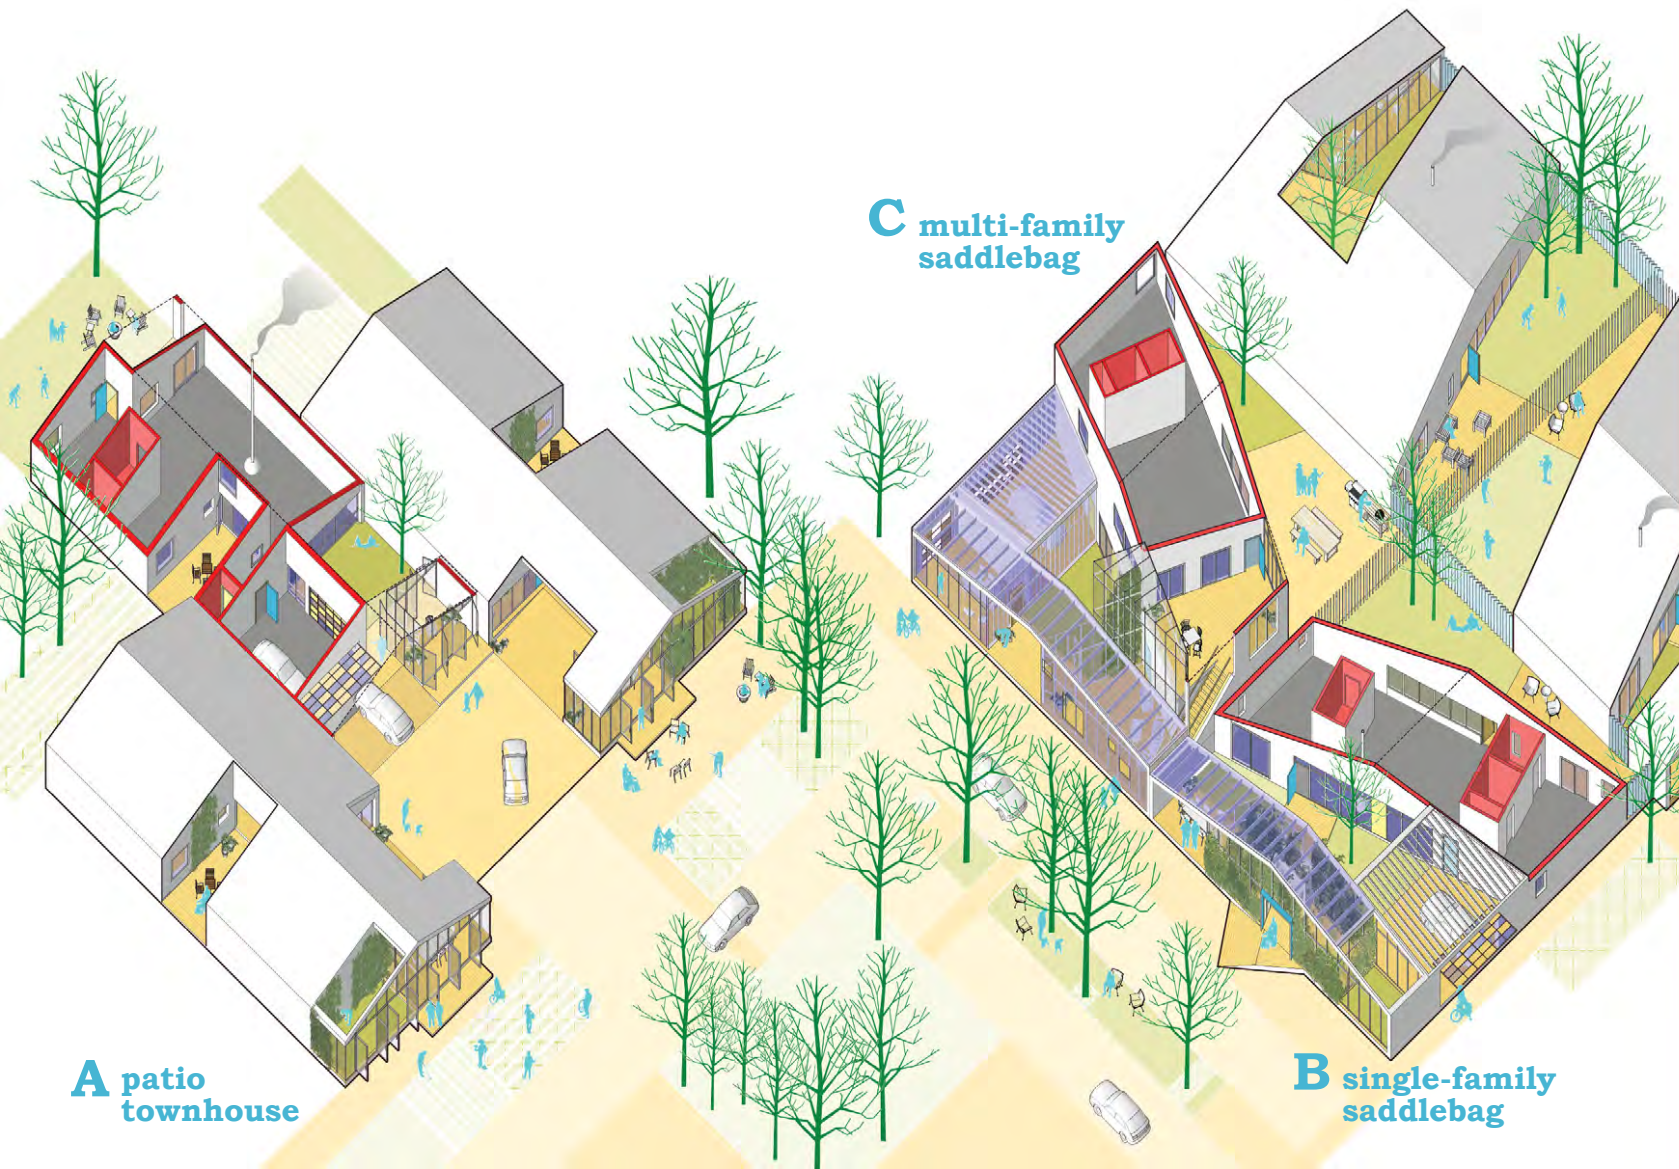 C multi-family
saddlebag
A patio
townhouse
B single-family
saddlebag